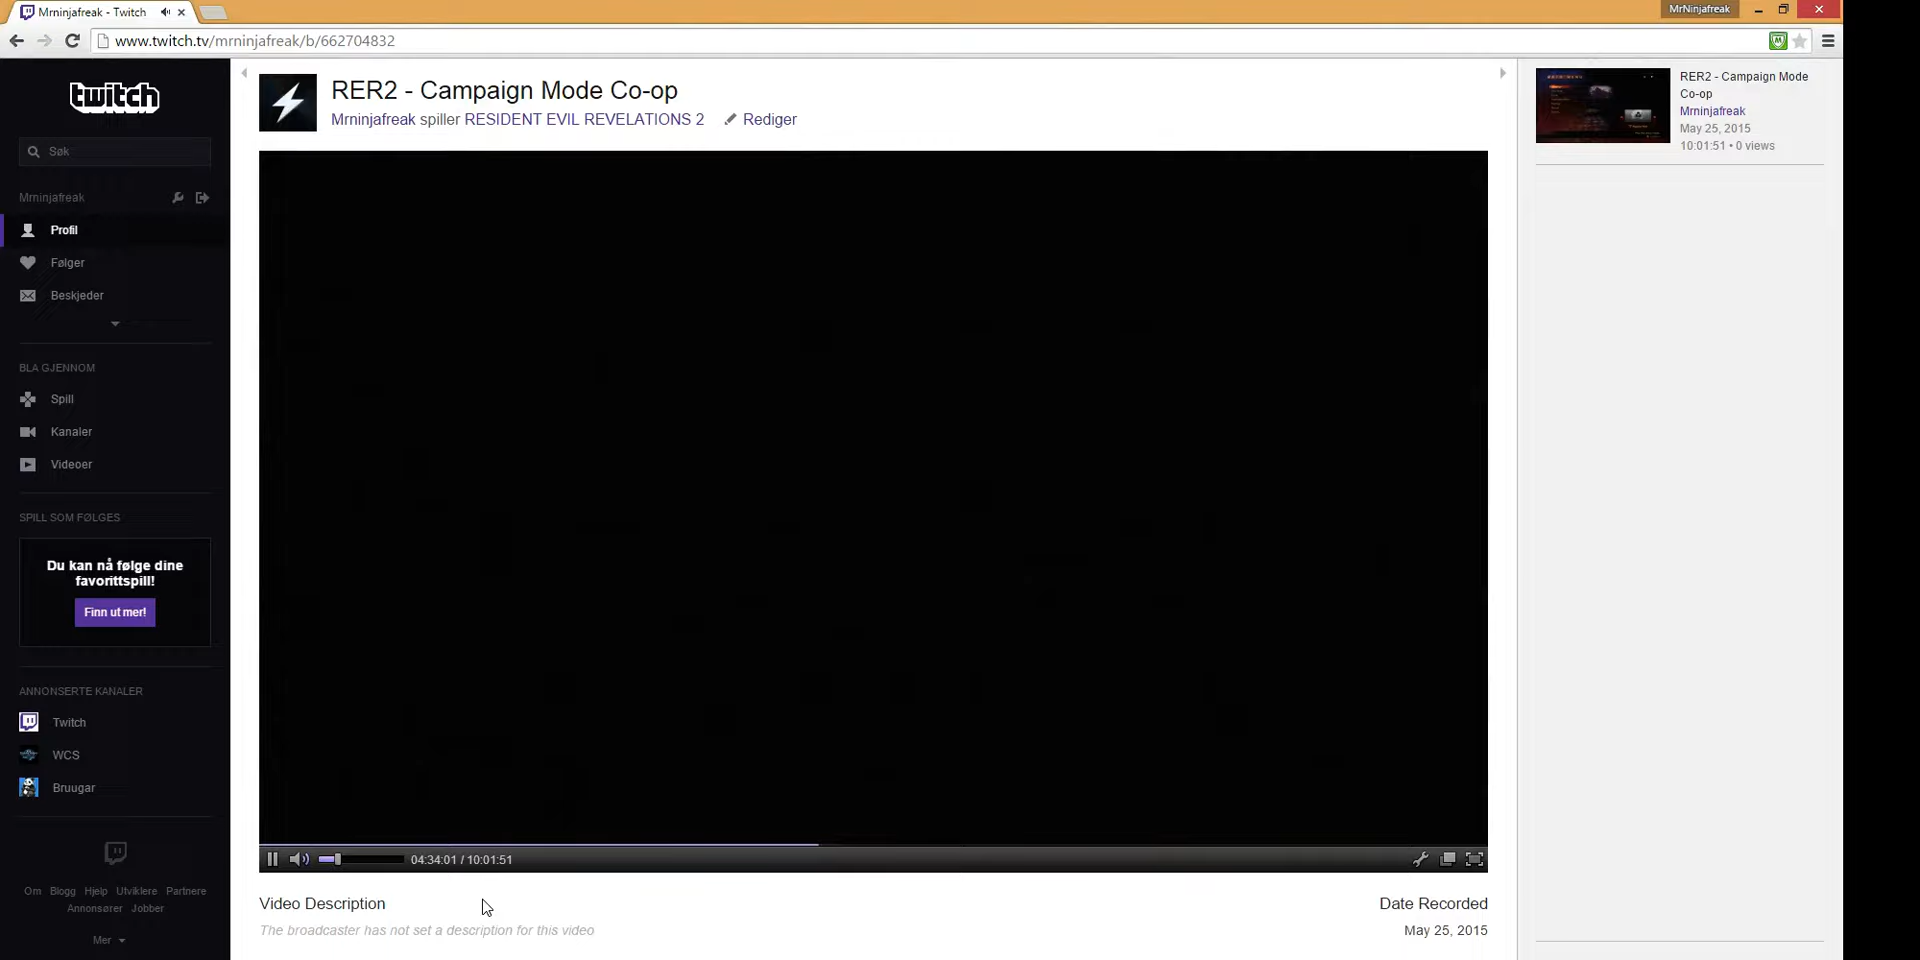 Mrninjafreak - Twitch
MrNinjafreak
www.twitch.tv/mrninjafreak/b/662704832
twitch
Søk
Mrninjafreak
Profil
Følger
Beskjeder
BLA GJENNOM
Spill
Kanaler
Videoer
SPILL SOM FØLGES
Du kan nå følge dine
favorittspill!
Finn ut mer!
ANNONSERTE KANALER
Twitch
WCS
Bruugar
Om Blogg Hjelp Utviklere Partnere
Annonsører Jobber
Mer
RER2 - Campaign Mode Co-op
Mrninjafreak spiller RESIDENT EVIL REVELATIONS 2 Rediger
04:34:01 / 10:01:51
Video Description
The broadcaster has not set a description for this video
Date Recorded
May 25, 2015
RER2 - Campaign Mode
Co-op
Mrninjafreak
May 25, 2015
10:01:51 • 0 views